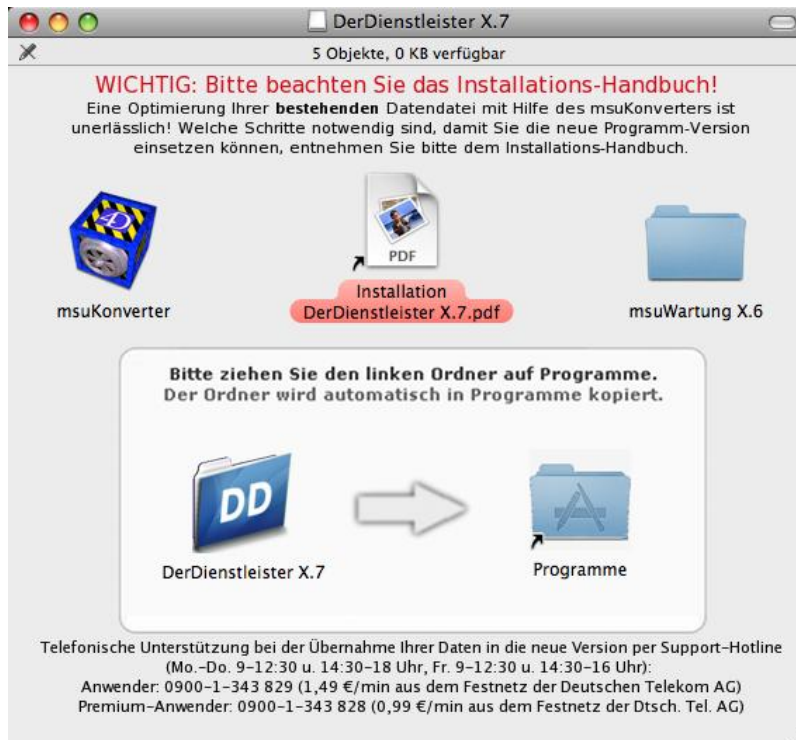 DerDienstleister X.7
5 Objekte, 0 KB verfügbar
WICHTIG: Bitte beachten Sie das Installations-Handbuch!
Eine Optimierung Ihrer bestehenden Datendatei mit Hilfe des msuKonverters ist
unerlässlich! Welche Schritte notwendig sind, damit Sie die neue Programm-Version
einsetzen können, entnehmen Sie bitte dem Installations-Handbuch.
4D
PDF
msuKonverter
Installation
DerDienstleister X.7.pdf
msuWartung X.6
Bitte ziehen Sie den linken Ordner auf Programme.
Der Ordner wird automatisch in Programme kopiert.
DD
DerDienstleister X.7
Programme
Telefonische Unterstützung bei der Übernahme Ihrer Daten in die neue Version per Support-Hotline
(Mo.-Do. 9-12:30 u. 14:30-18 Uhr, Fr. 9-12:30 u. 14:30-16 Uhr):
Anwender: 0900-1-343 829 (1,49 €/min aus dem Festnetz der Deutschen Telekom AG)
Premium-Anwender: 0900-1-343 828 (0,99 €/min aus dem Festnetz der Dtsch. Tel. AG)